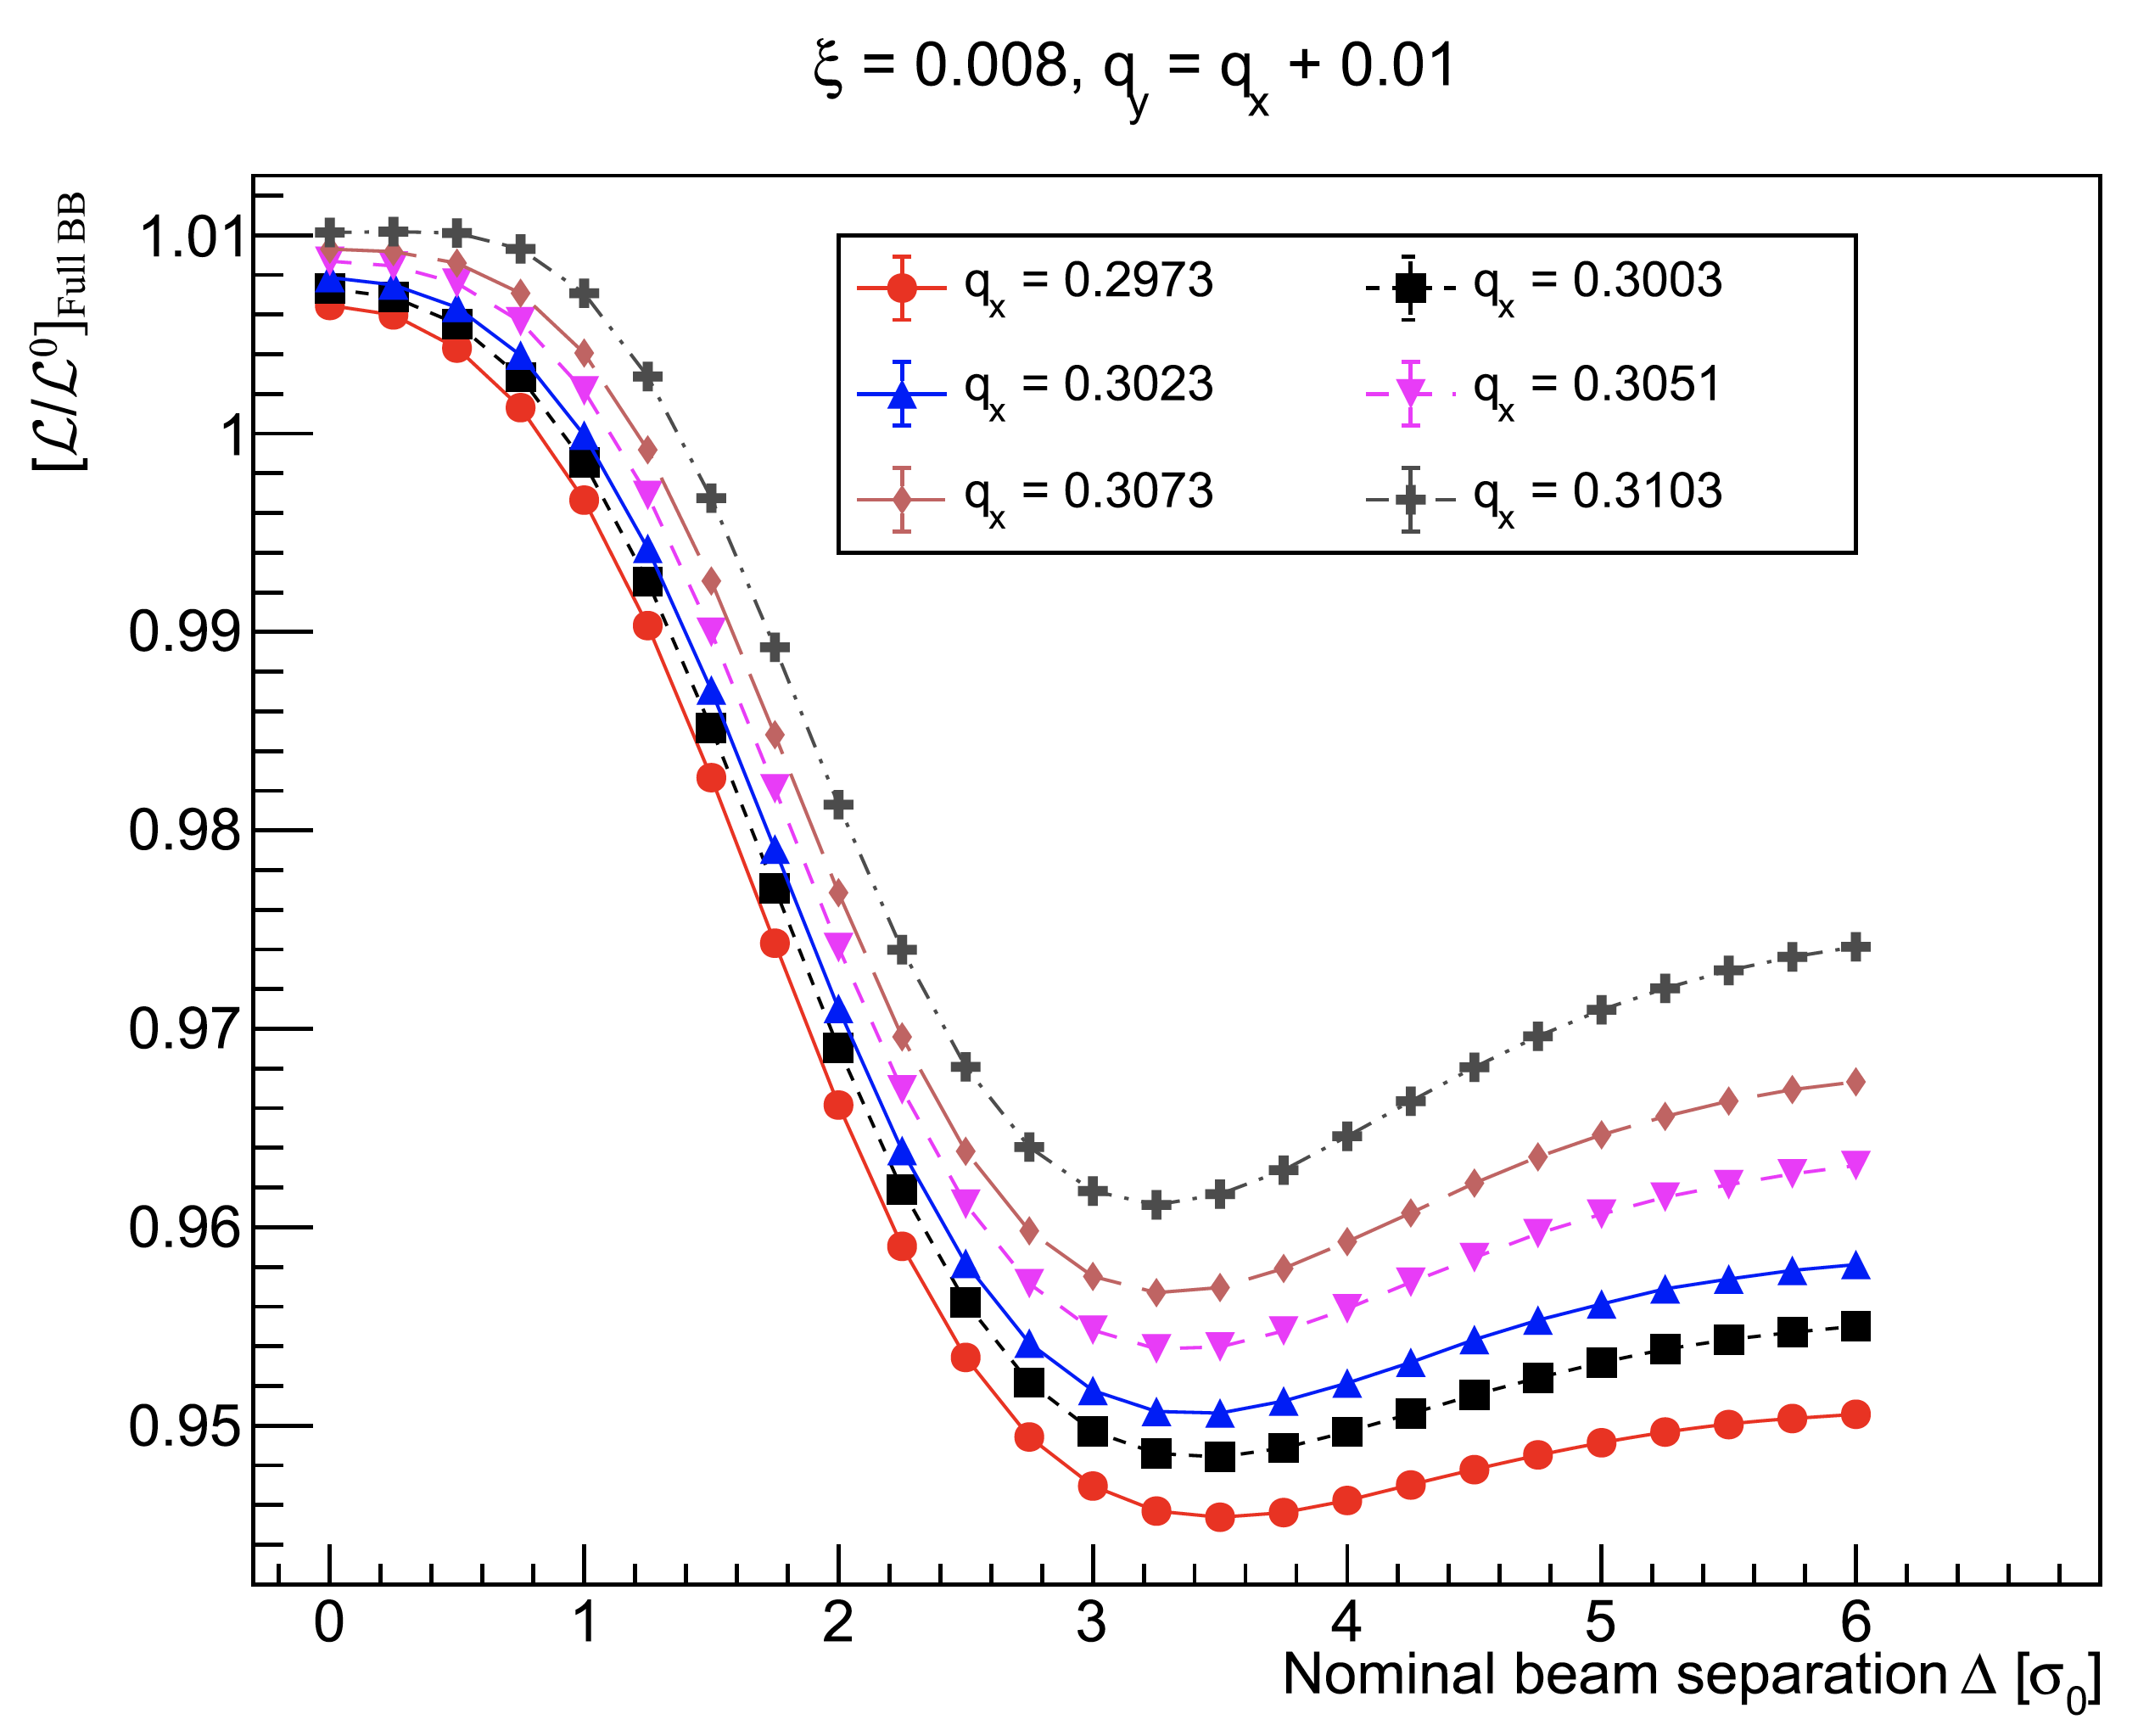 ξ = 0.008, q_y = q_x + 0.01
[ℒ/ℒ⁰]Full BB
1.01
1
0.99
0.98
0.97
0.96
0.95
q_x = 0.2973
q_x = 0.3003
q_x = 0.3023
q_x = 0.3051
q_x = 0.3073
q_x = 0.3103
0 1 2 3 4 5 6
Nominal beam separation Δ [σ₀]